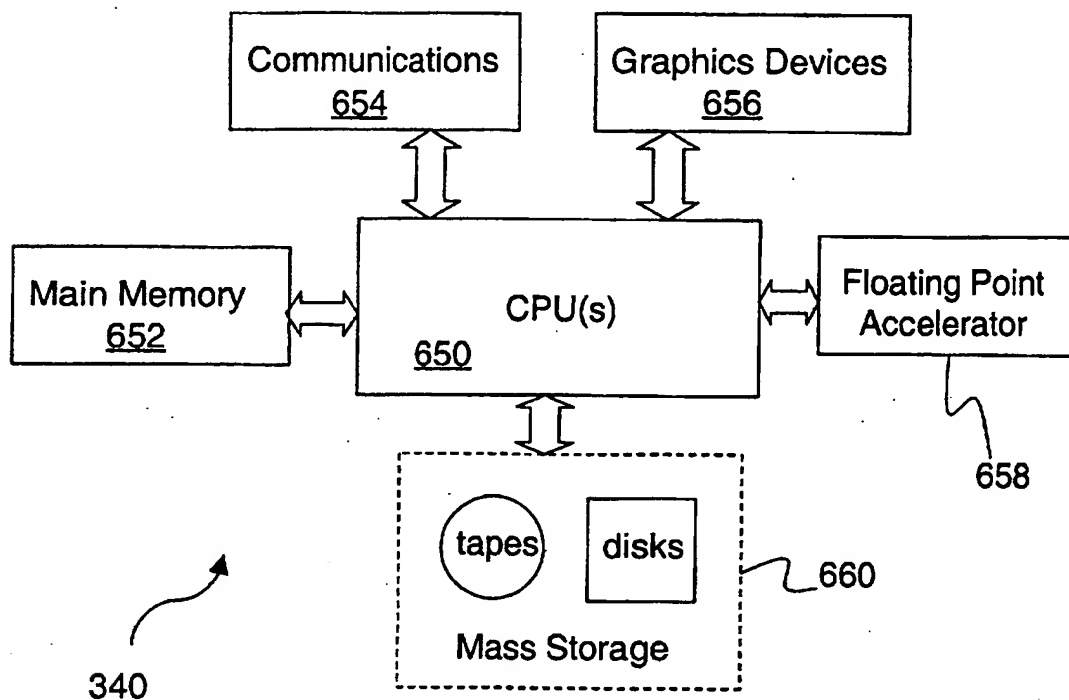 Communications
654
Graphics Devices
656
Main Memory
652
CPU(s)
650
Floating Point
Accelerator
658
tapes
disks
Mass Storage
660
340